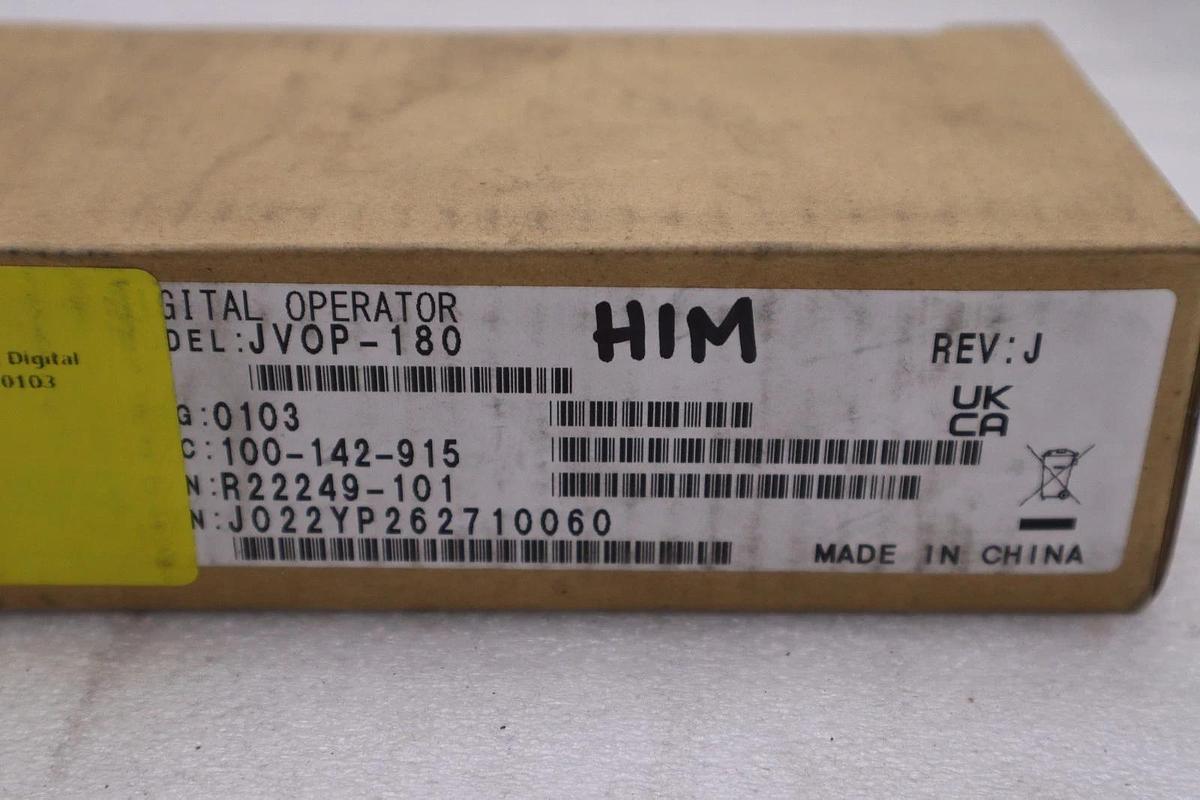 Digital
0103
GITAL OPERATOR
DEL:JVOP-180
HIM
REV:J
UK
CA
G:0103
C:100-142-915
N:R22249-101
N:J022YP262710060
MADE IN CHINA